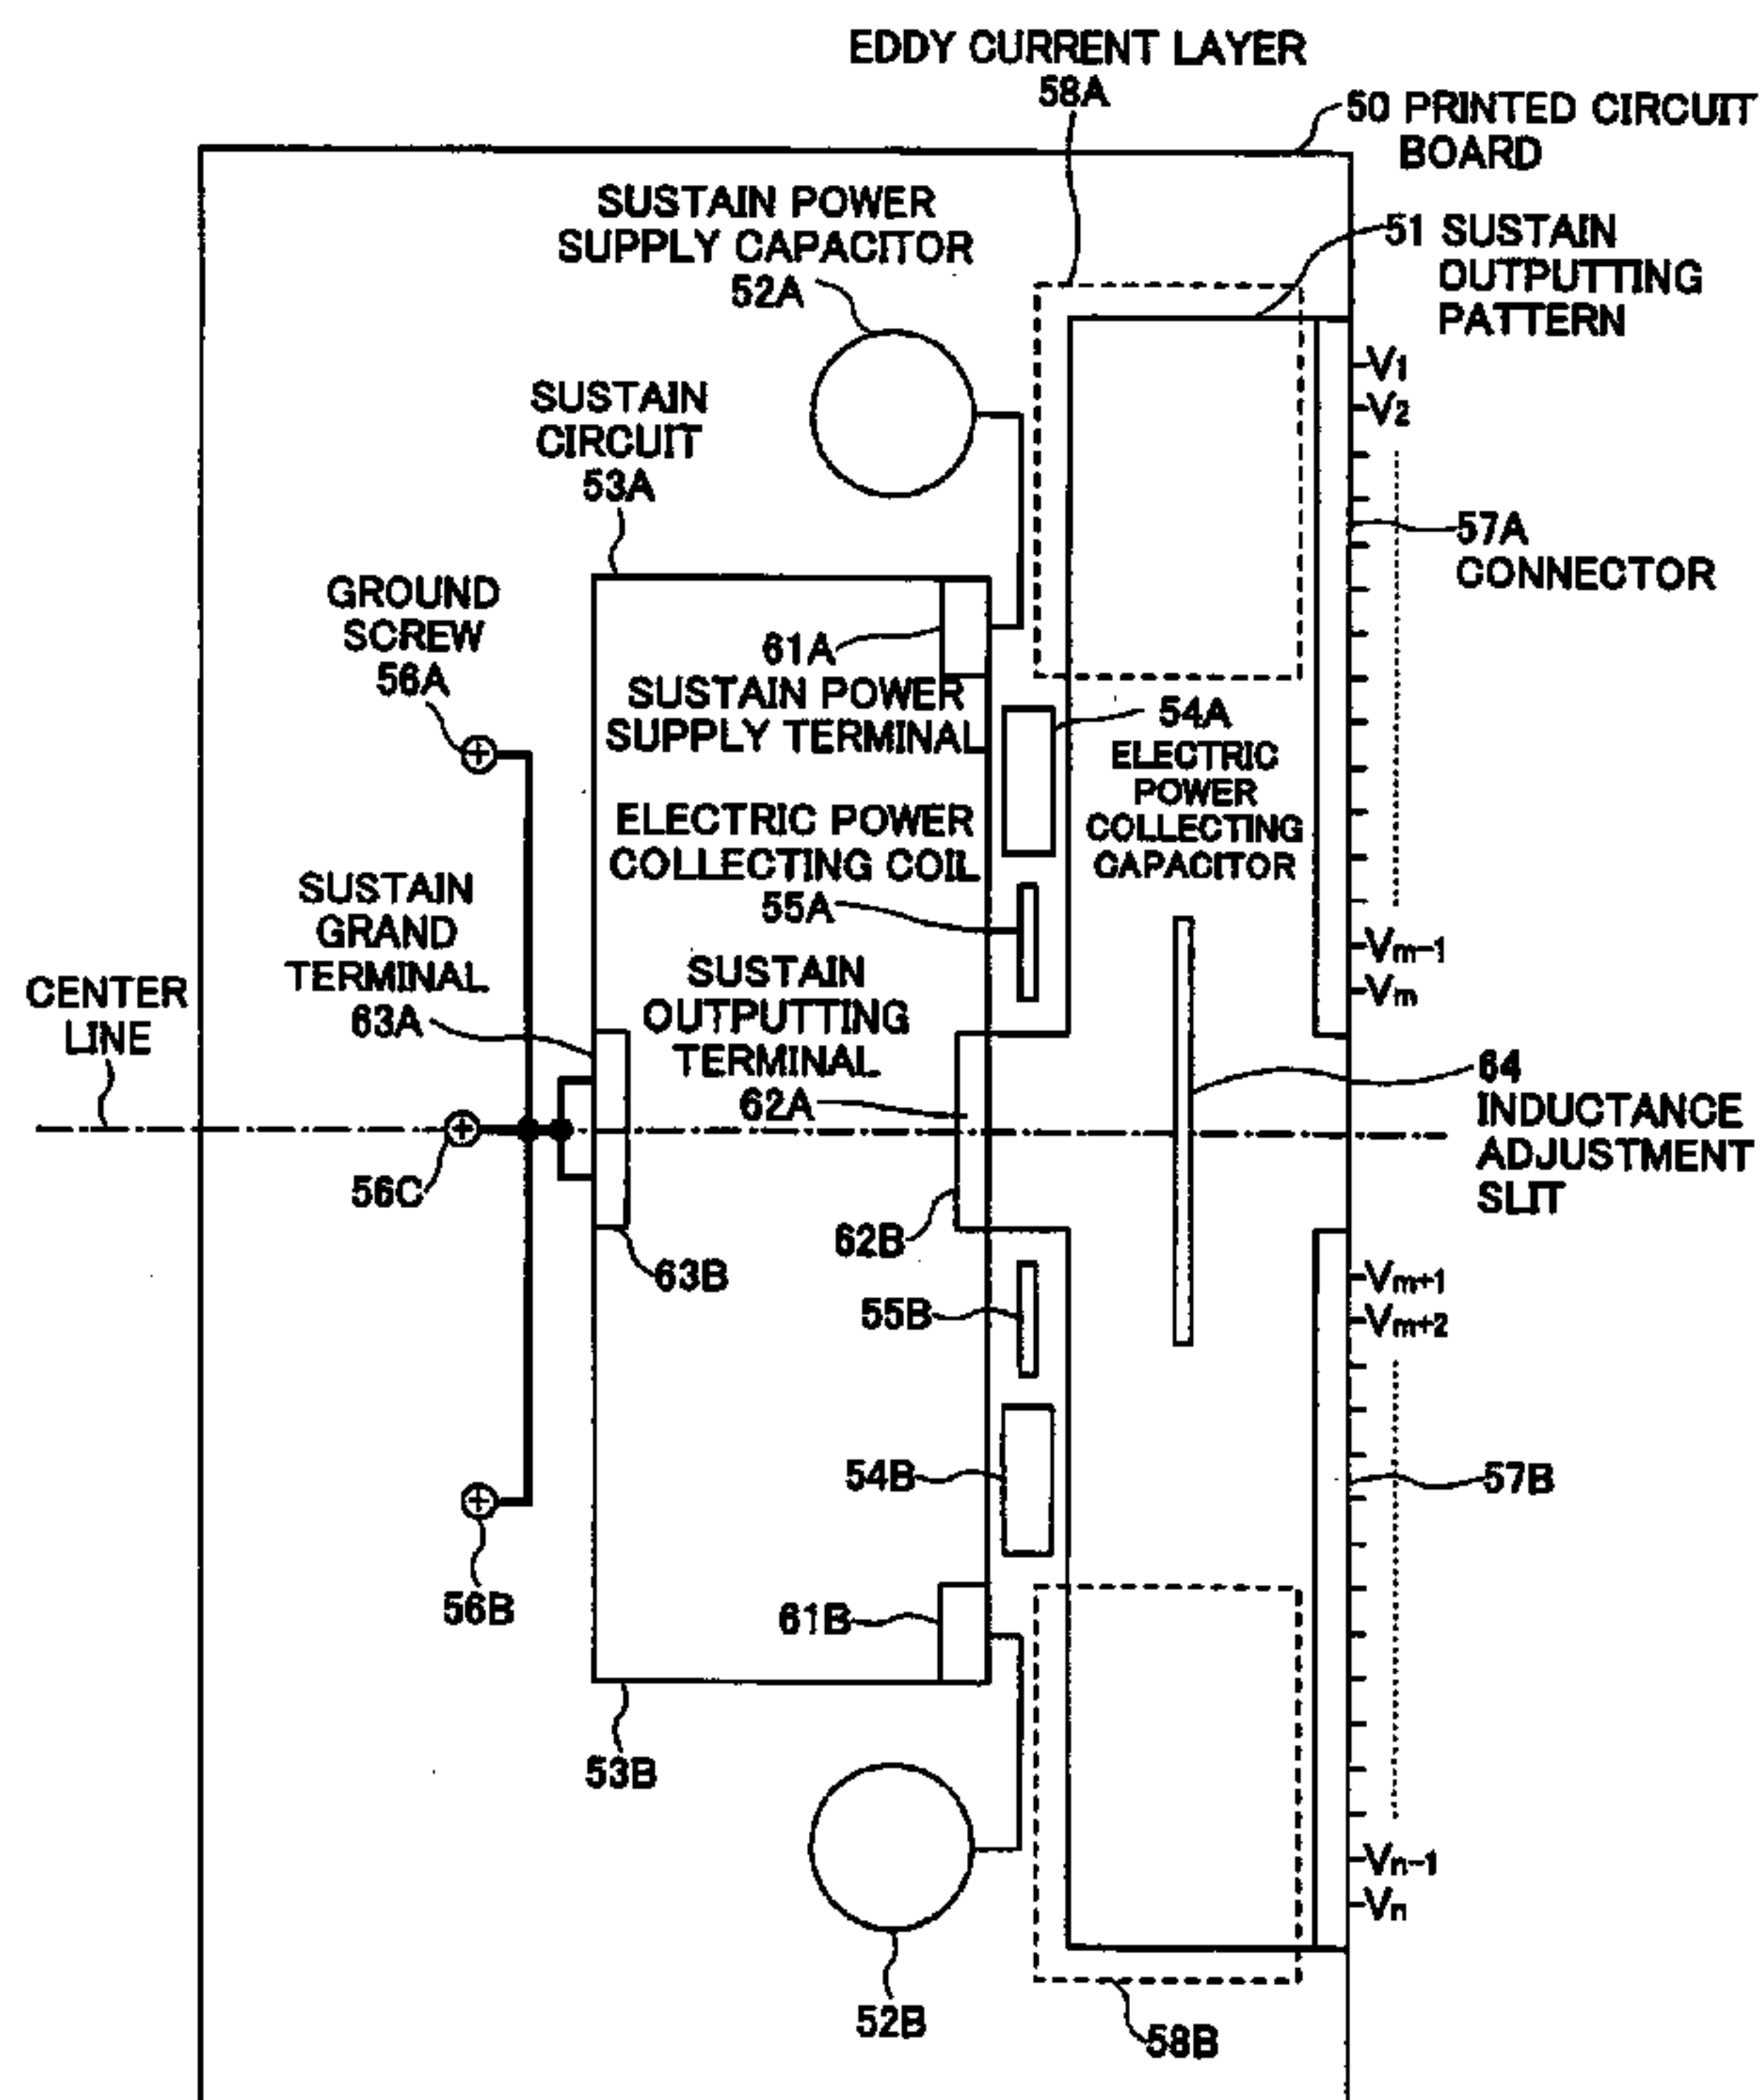 EDDY CURRENT LAYER
58A
50 PRINTED CIRCUIT
BOARD
SUSTAIN POWER
SUPPLY CAPACITOR
52A
51 SUSTAIN
OUTPUTTING
PATTERN
V1
V2
SUSTAIN
CIRCUIT
53A
57A
CONNECTOR
GROUND
SCREW
56A
61A
SUSTAIN POWER
SUPPLY TERMINAL
54A
ELECTRIC
POWER
COLLECTING
CAPACITOR
ELECTRIC POWER
COLLECTING COIL
55A
SUSTAIN
GRAND
TERMINAL
63A
CENTER
LINE
SUSTAIN
OUTPUTTING
TERMINAL
62A
Vm-1
Vm
64
INDUCTANCE
ADJUSTMENT
SLIT
56C
62B
63B
55B
Vm+1
Vm+2
54B
57B
56B
61B
53B
Vn-1
Vn
52B
58B